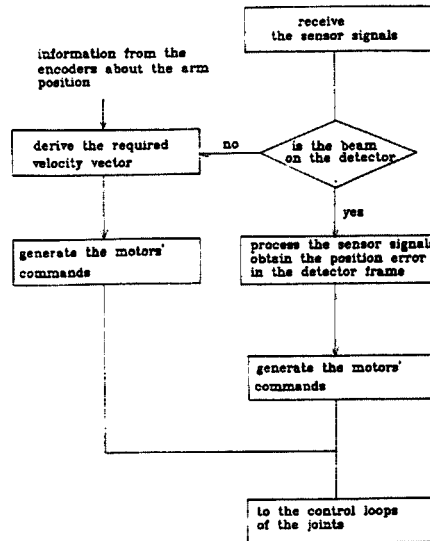 receive
the sensor signals
information from the
encoders about the arm
position
is the beam
on the detector
no
derive the required
velocity vector
yes
generate the motors'
commands
process the sensor signals
obtain the position error
in the detector frame
generate the motors'
commands
to the control loops
of the joints